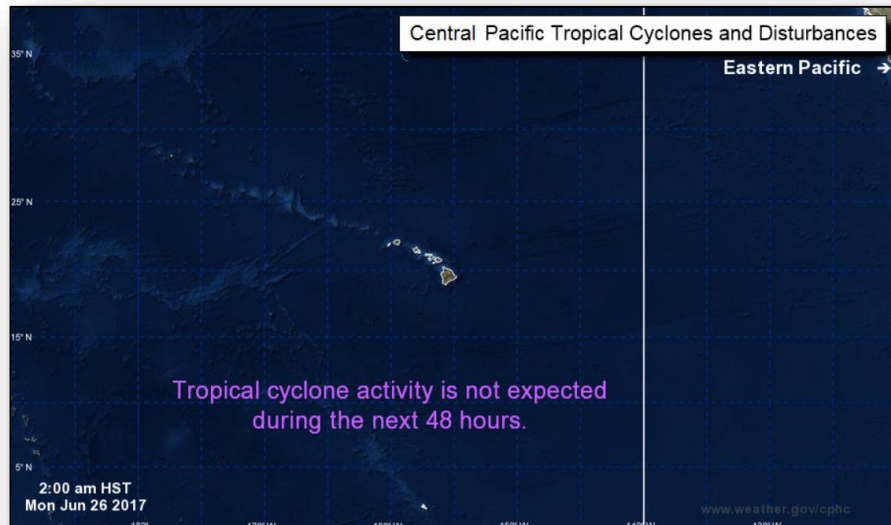 Central Pacific Tropical Cyclones and Disturbances
35° N
Eastern Pacific →
25° N
15° N
Tropical cyclone activity is not expected
during the next 48 hours.
5° N
2:00 am HST
Mon Jun 26 2017
www.weather.gov/cphc